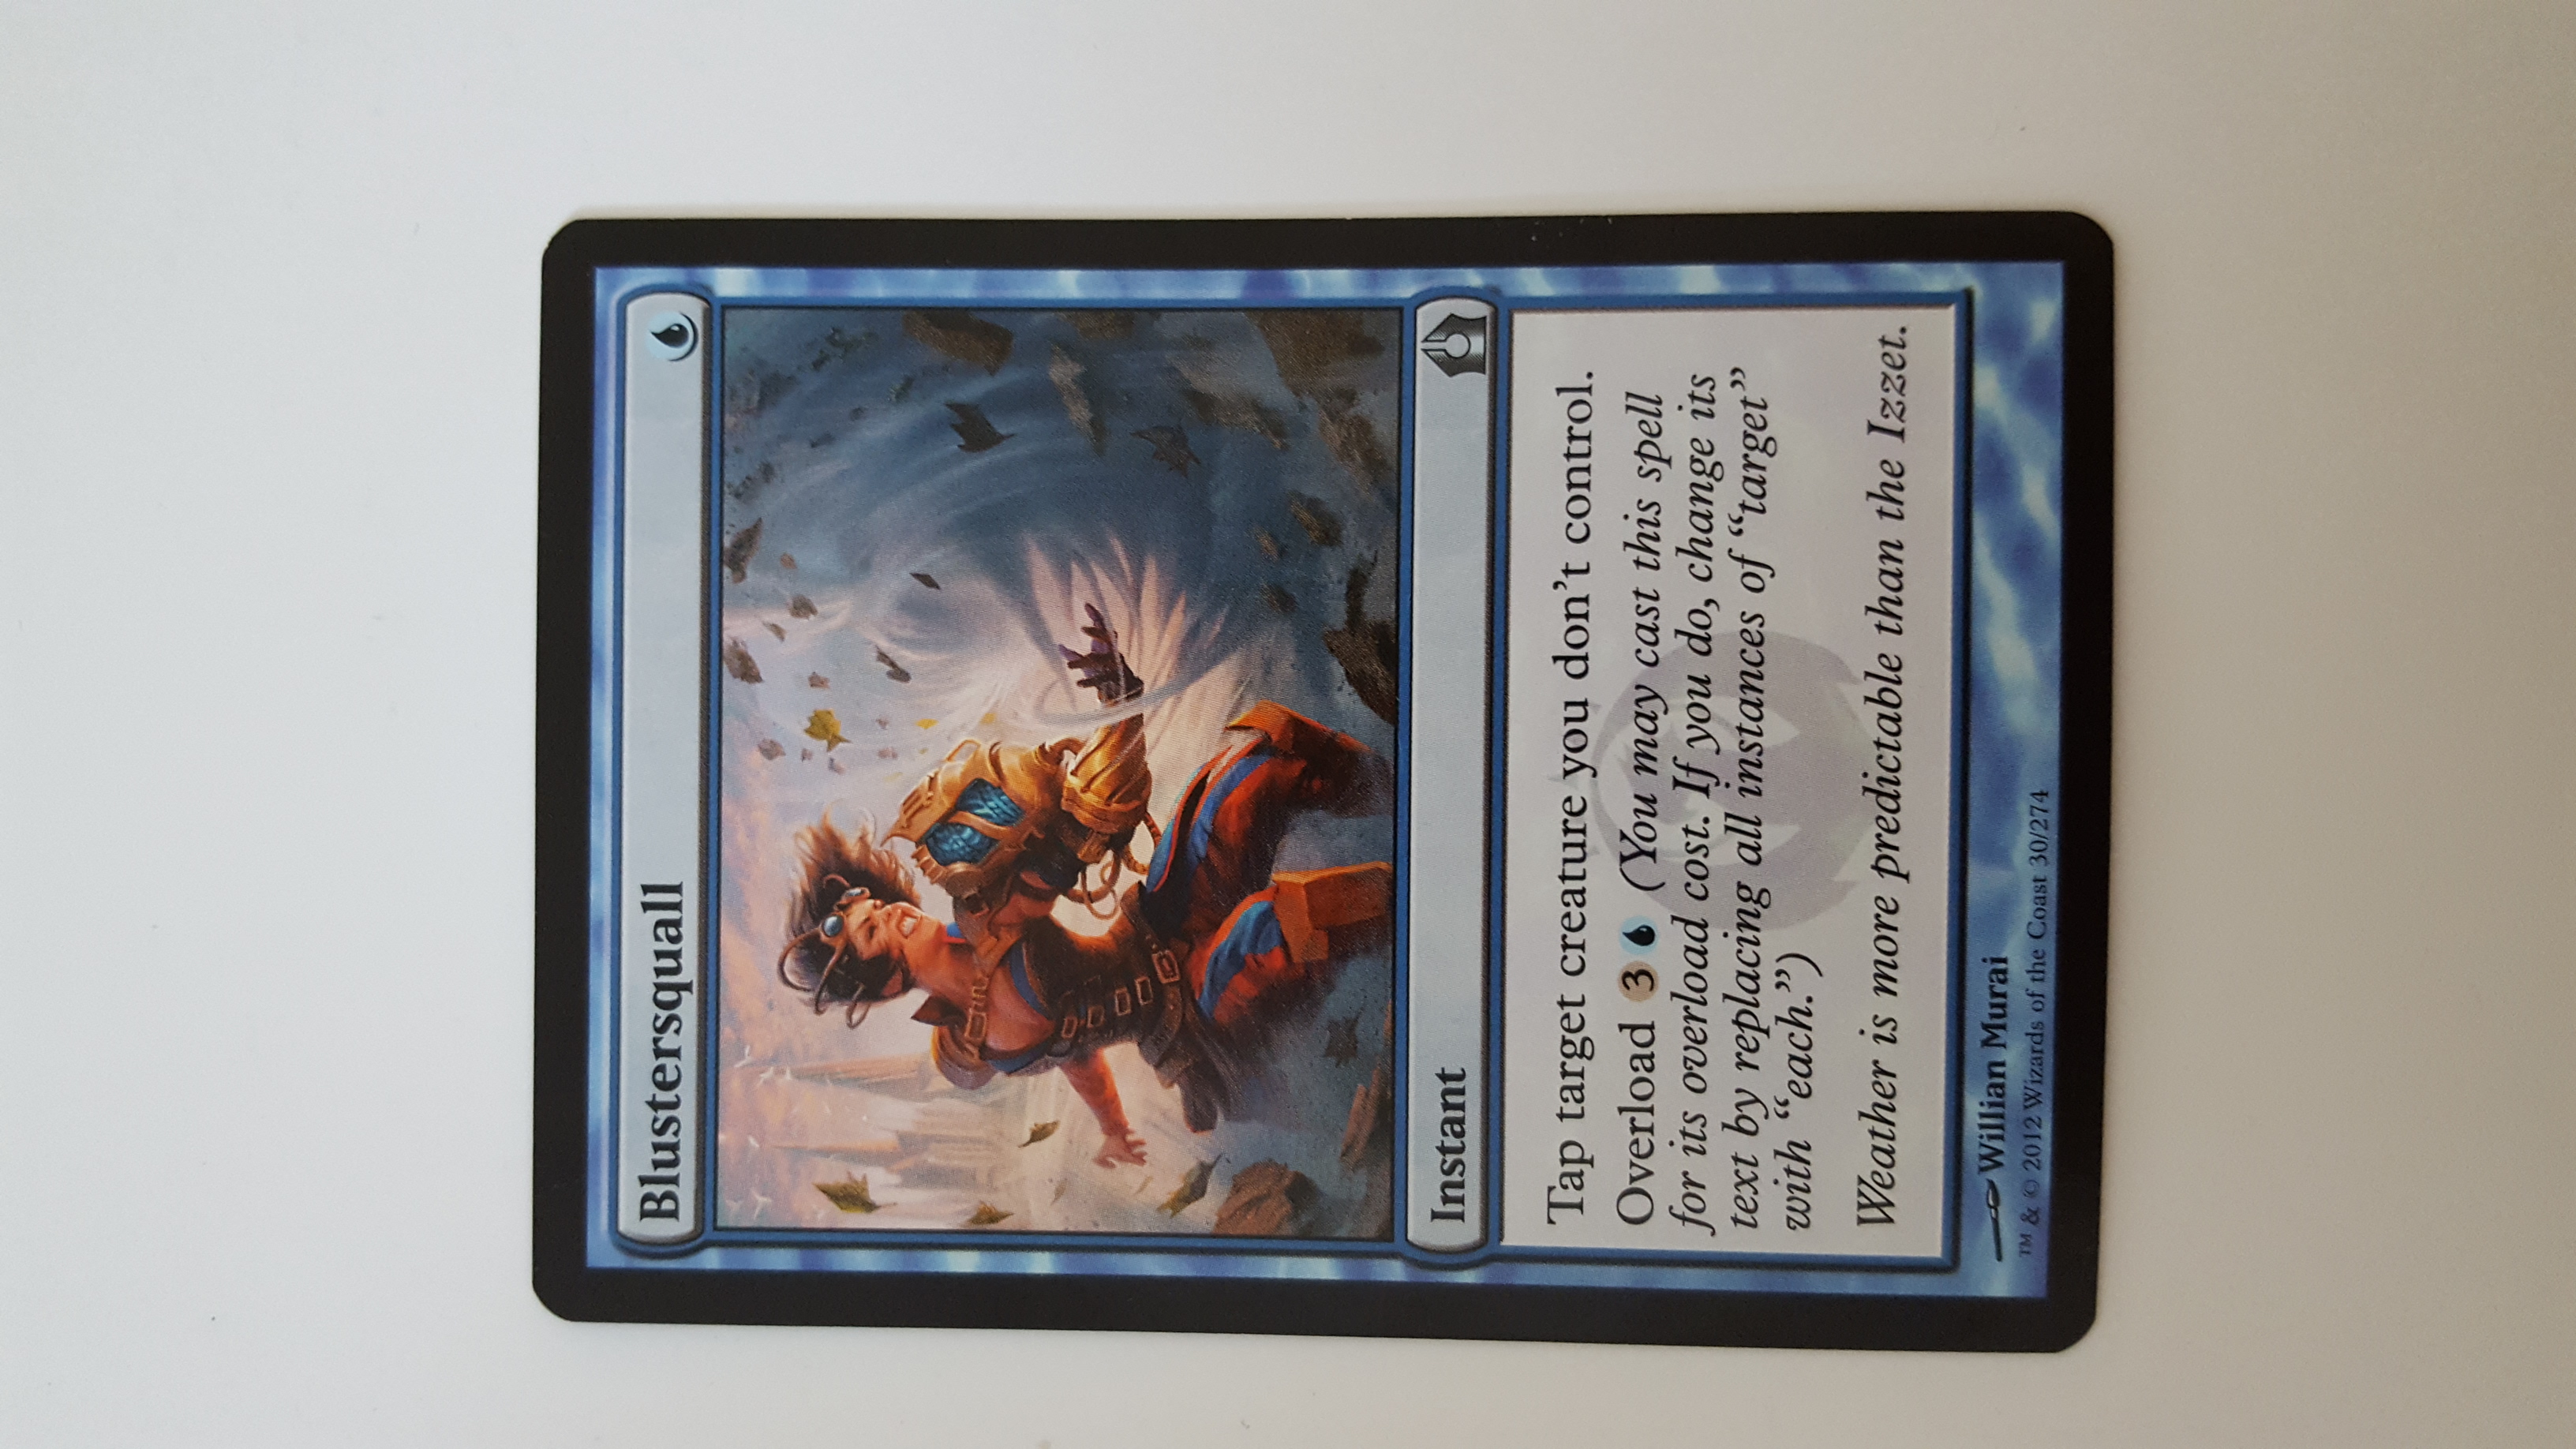 Blustersquall
Instant
Tap target creature you don’t control.
Overload 3 (You may cast this spell
for its overload cost. If you do, change its
text by replacing all instances of “target”
with “each.”)
Weather is more predictable than the Izzet.
Willian Murai
™ & © 2012 Wizards of the Coast 30/274